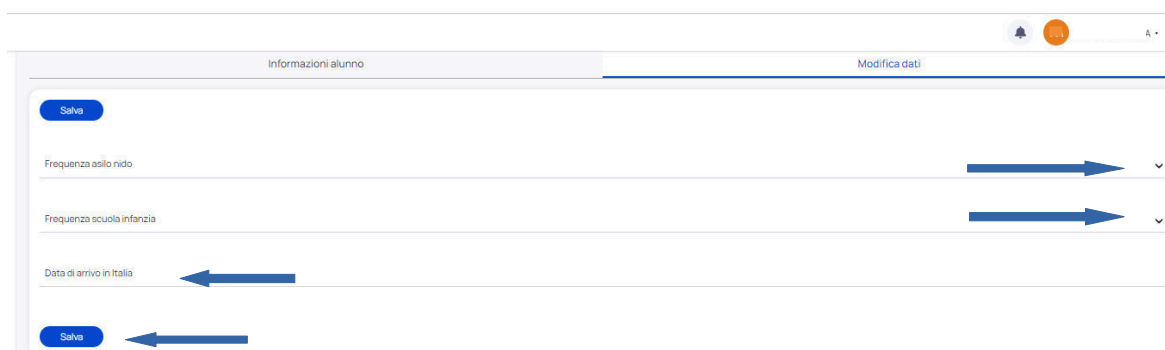 A
Informazioni alunno
Modifica dati
Salva
Frequenza asilo nido
Frequenza scuola infanzia
Data di arrivo in Italia
Salva